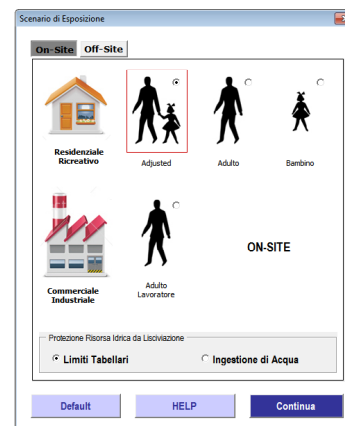 Scenario di Esposizione
On-Site Off-Site
Residenziale
Ricreativo
Adjusted
Adulto
Bambino
Commerciale
Industriale
Adulto
Lavoratore
ON-SITE
Protezione Risorsa Idrica da Lisciviazione
Limiti Tabellari
Ingestione di Acqua
Default
HELP
Continua